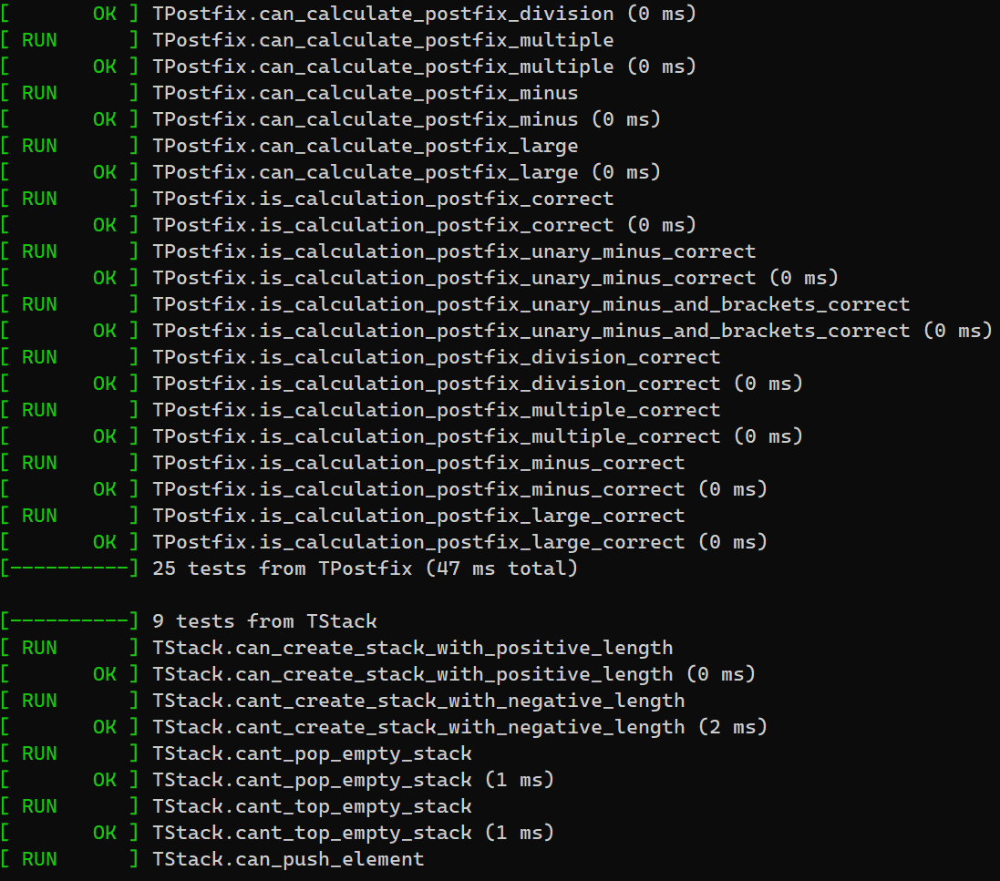 [       OK ] TPostfix.can_calculate_postfix_division (0 ms)
[ RUN      ] TPostfix.can_calculate_postfix_multiple
[       OK ] TPostfix.can_calculate_postfix_multiple (0 ms)
[ RUN      ] TPostfix.can_calculate_postfix_minus
[       OK ] TPostfix.can_calculate_postfix_minus (0 ms)
[ RUN      ] TPostfix.can_calculate_postfix_large
[       OK ] TPostfix.can_calculate_postfix_large (0 ms)
[ RUN      ] TPostfix.is_calculation_postfix_correct
[       OK ] TPostfix.is_calculation_postfix_correct (0 ms)
[ RUN      ] TPostfix.is_calculation_postfix_unary_minus_correct
[       OK ] TPostfix.is_calculation_postfix_unary_minus_correct (0 ms)
[ RUN      ] TPostfix.is_calculation_postfix_unary_minus_and_brackets_correct
[       OK ] TPostfix.is_calculation_postfix_unary_minus_and_brackets_correct (0 ms)
[ RUN      ] TPostfix.is_calculation_postfix_division_correct
[       OK ] TPostfix.is_calculation_postfix_division_correct (0 ms)
[ RUN      ] TPostfix.is_calculation_postfix_multiple_correct
[       OK ] TPostfix.is_calculation_postfix_multiple_correct (0 ms)
[ RUN      ] TPostfix.is_calculation_postfix_minus_correct
[       OK ] TPostfix.is_calculation_postfix_minus_correct (0 ms)
[ RUN      ] TPostfix.is_calculation_postfix_large_correct
[       OK ] TPostfix.is_calculation_postfix_large_correct (0 ms)
[----------] 25 tests from TPostfix (47 ms total)
[----------] 9 tests from TStack
[ RUN      ] TStack.can_create_stack_with_positive_length
[       OK ] TStack.can_create_stack_with_positive_length (0 ms)
[ RUN      ] TStack.cant_create_stack_with_negative_length
[       OK ] TStack.cant_create_stack_with_negative_length (2 ms)
[ RUN      ] TStack.cant_pop_empty_stack
[       OK ] TStack.cant_pop_empty_stack (1 ms)
[ RUN      ] TStack.cant_top_empty_stack
[       OK ] TStack.cant_top_empty_stack (1 ms)
[ RUN      ] TStack.can_push_element